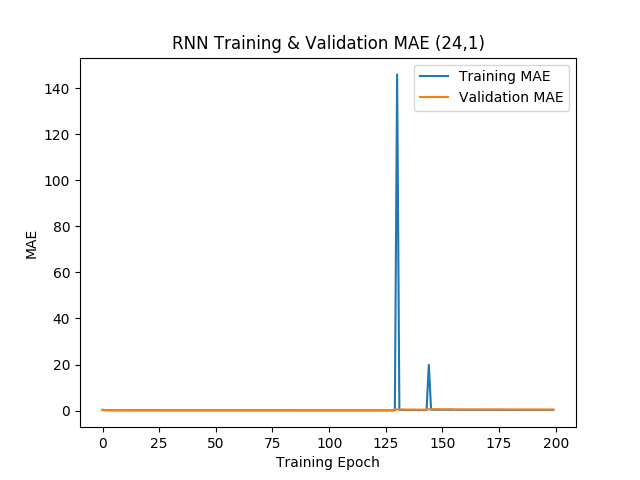 RNN Training & Validation MAE (24,1)
Training MAE
Validation MAE
140
120
100
80
60
40
20
0
MAE
0 25 50 75 100 125 150 175 200
Training Epoch